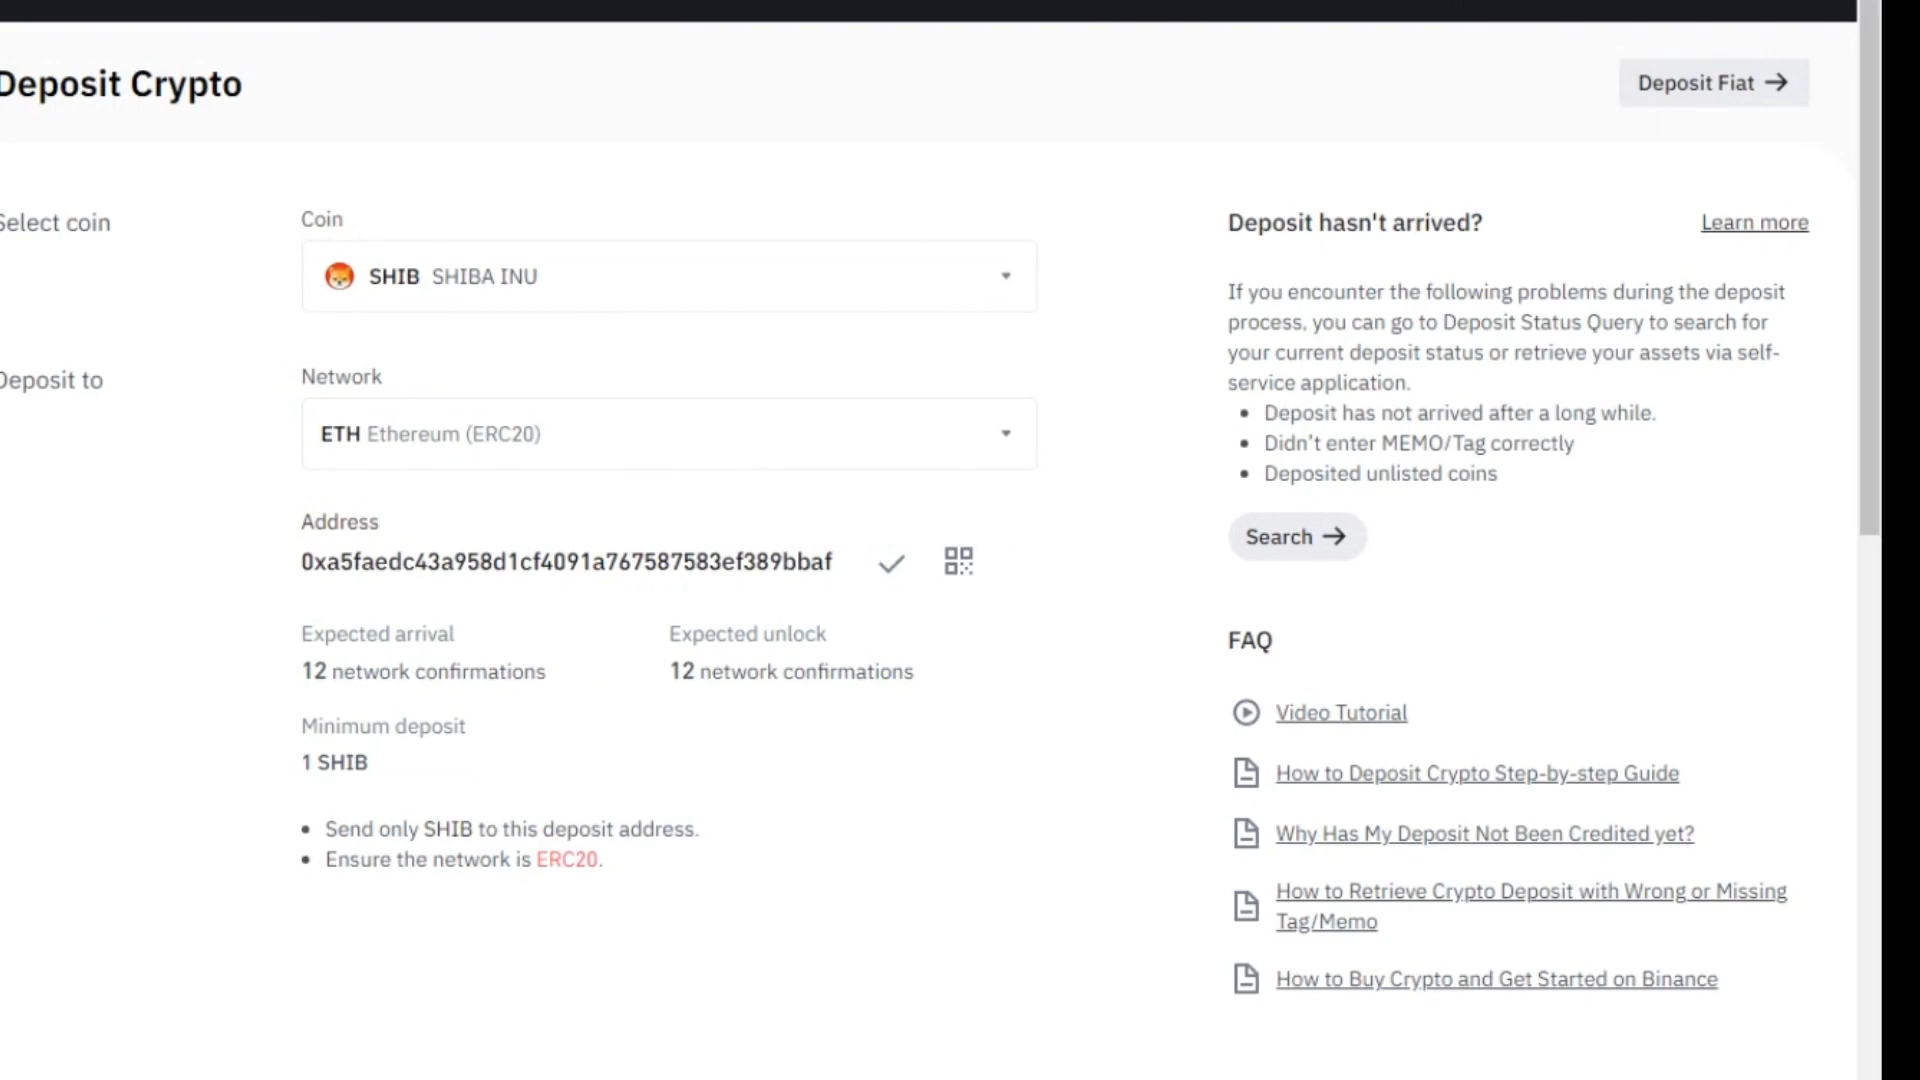 Deposit Crypto
Deposit Fiat
Select coin
Coin
SHIB SHIBA INU
Deposit to
Network
ETH Ethereum (ERC20)
Address
0xa5faedc43a958d1cf4091a767587583ef389bbaf
Expected arrival
12 network confirmations
Expected unlock
12 network confirmations
Minimum deposit
1 SHIB
Send only SHIB to this deposit address.
Ensure the network is ERC20.
Deposit hasn't arrived?
Learn more
If you encounter the following problems during the deposit
process, you can go to Deposit Status Query to search for
your current deposit status or retrieve your assets via self-
service application.
Deposit has not arrived after a long while.
Didn't enter MEMO/Tag correctly
Deposited unlisted coins
Search
FAQ
Video Tutorial
How to Deposit Crypto Step-by-step Guide
Why Has My Deposit Not Been Credited yet?
How to Retrieve Crypto Deposit with Wrong or Missing
Tag/Memo
How to Buy Crypto and Get Started on Binance